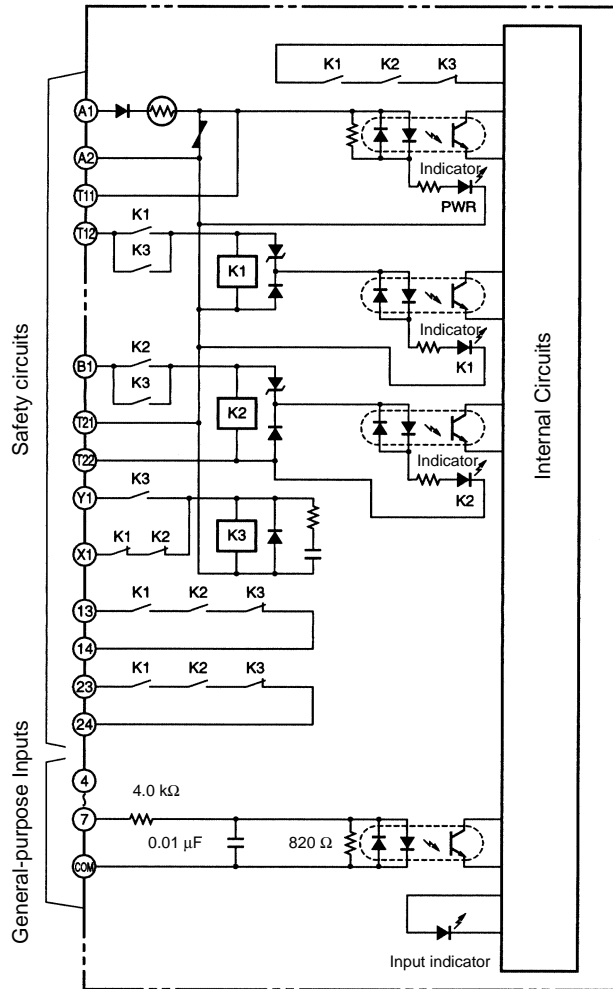 K1 K2 K3
A1
A2
Indicator
PWR
T11
T12
K1
K3
K1
Indicator
K1
B1
K2
K3
K2
T21
T22
Indicator
K2
Y1
K3
K3
X1
K1 K2
13
K1 K2 K3
14
23
K1 K2 K3
24
4
7
4.0 kΩ
0.01 µF
820 Ω
COM
Input indicator
Safety circuits
General-purpose Inputs
Internal Circuits